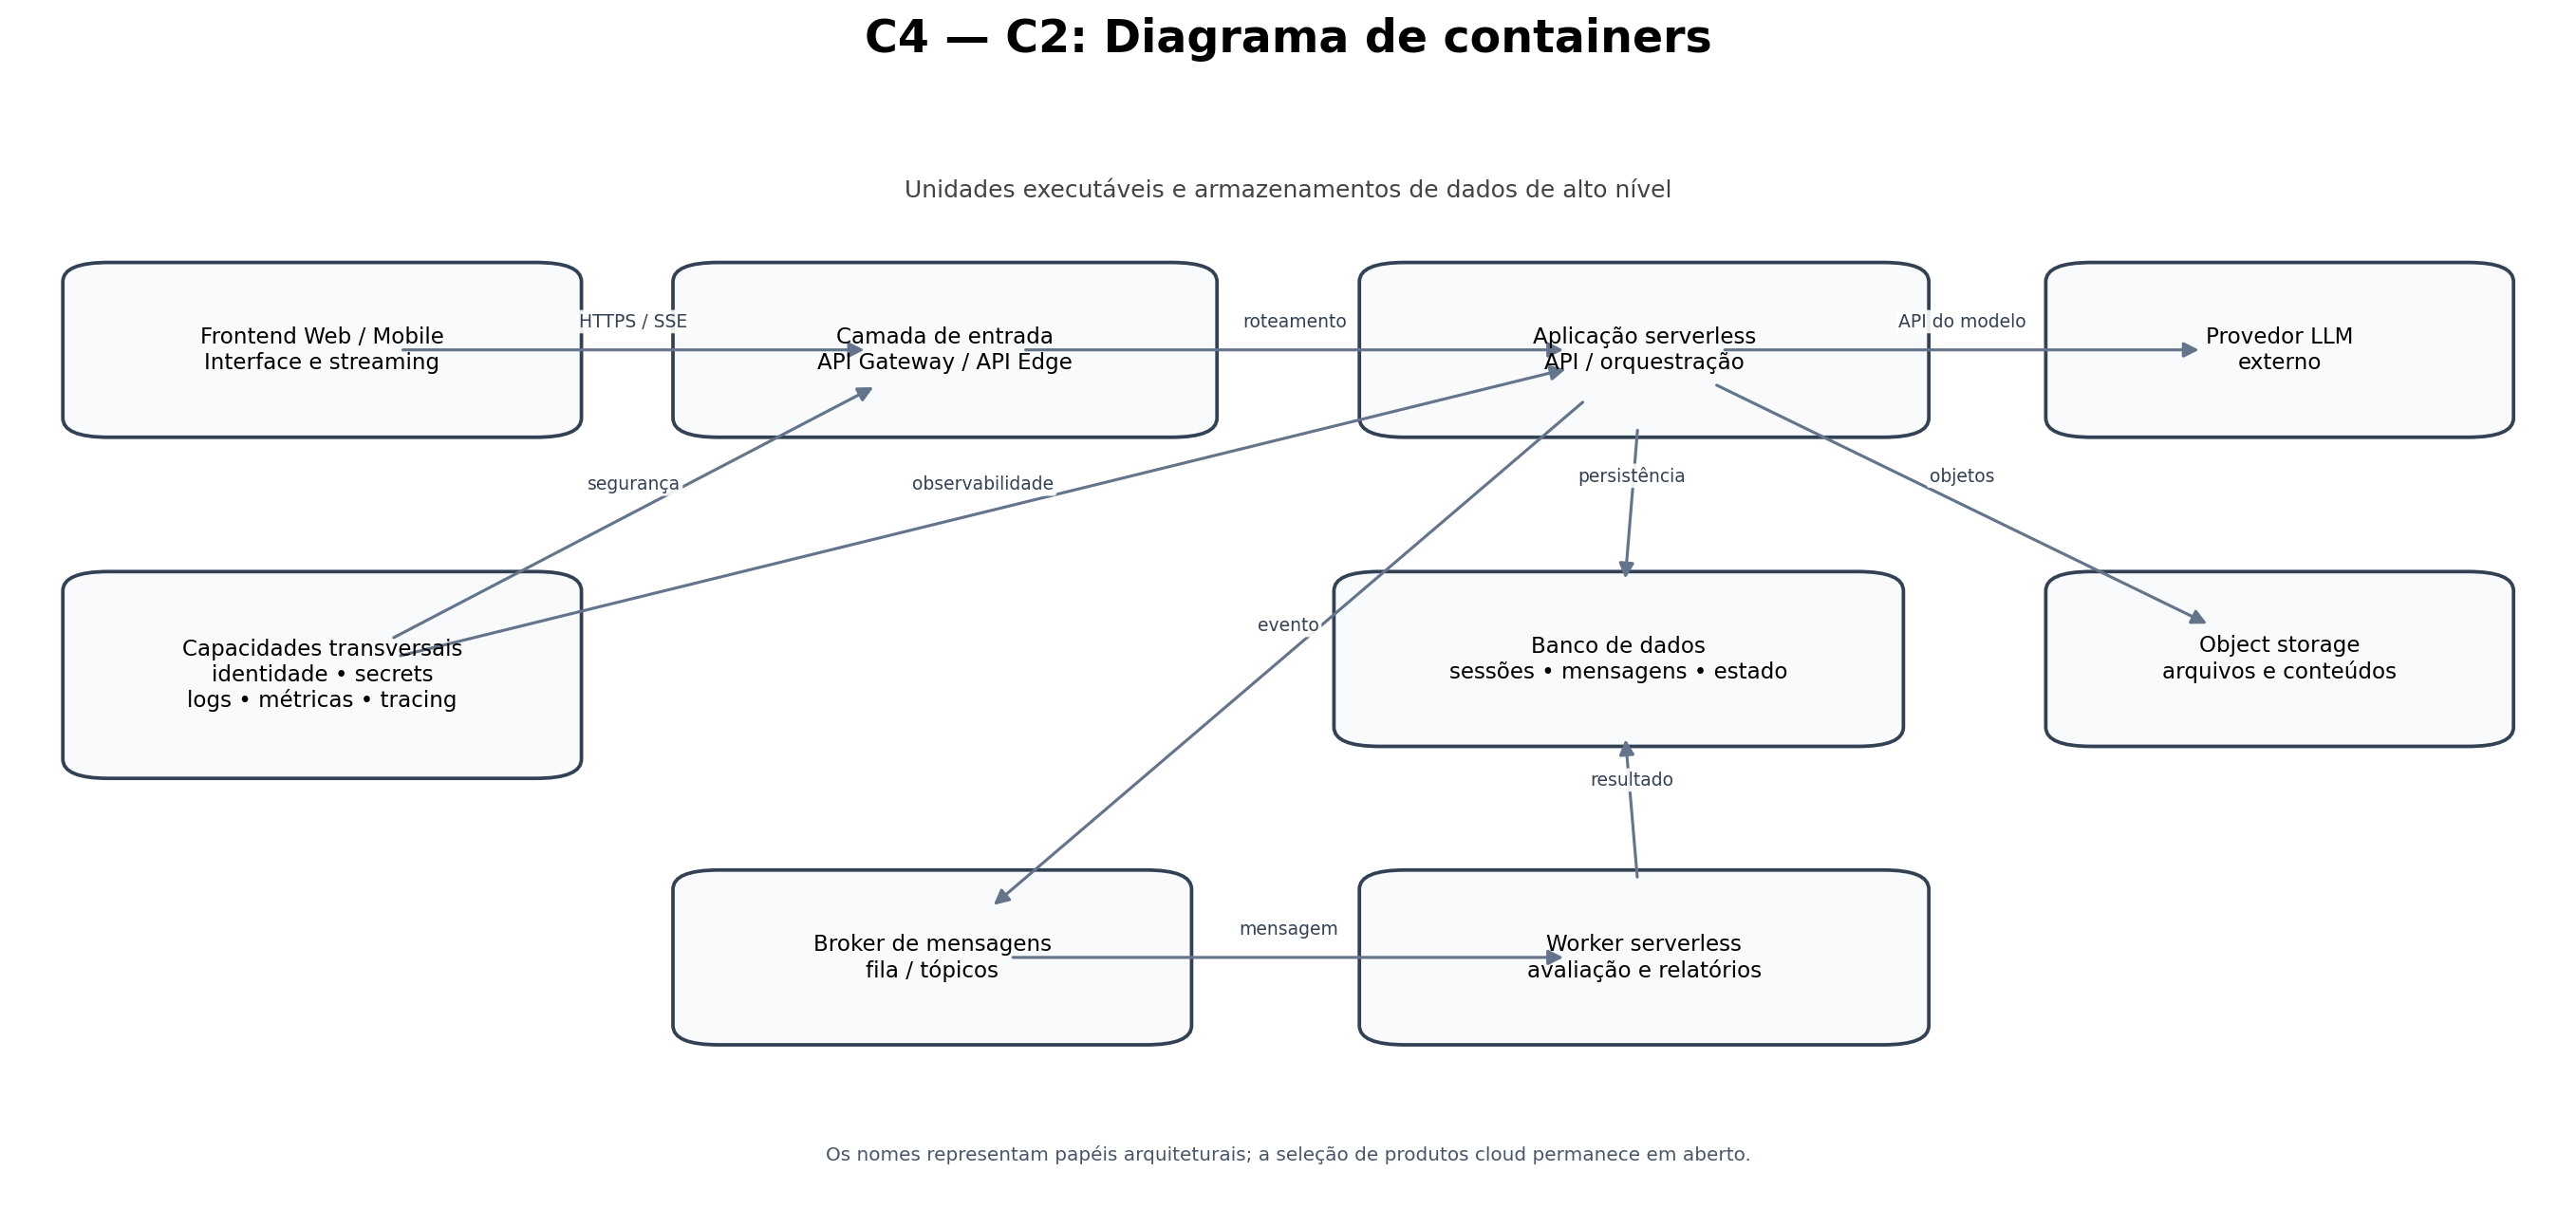 C4 — C2: Diagrama de containers
Unidades executáveis e armazenamentos de dados de alto nível
Frontend Web / Mobile
Interface e streaming
HTTPS / SSE
Camada de entrada
API Gateway / API Edge
roteamento
Aplicação serverless
API / orquestração
API do modelo
Provedor LLM
externo
segurança
observabilidade
persistência
objetos
Capacidades transversais
identidade • secrets
logs • métricas • tracing
evento
Banco de dados
sessões • mensagens • estado
Object storage
arquivos e conteúdos
resultado
Broker de mensagens
fila / tópicos
mensagem
Worker serverless
avaliação e relatórios
Os nomes representam papéis arquiteturais; a seleção de produtos cloud permanece em aberto.